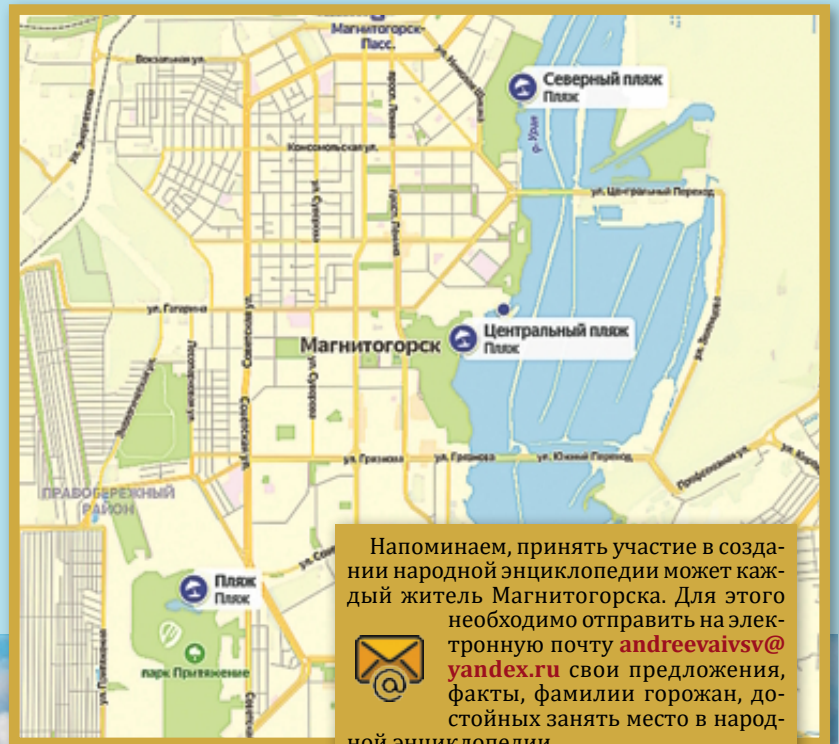 Магнитогорск-
Пасс.
Вокзальная ул.
ул. Энергетиков
просп. Ленина
Северный пляж
Пляж
р. Урал
Комсомольская ул.
ул. Суворова
ул. Центральный Переход
просп. Ленина
ул. Гагарина
Советская ул.
Центральный пляж
Пляж
Магнитогорск
ул. Суворова
Лесопарковая ул.
Советская ул.
ул. Грязнова
ул. Грязнова
ул. Южный Переход
Профсоюзная ул.
ПРАВОБЕРЕЖНЫЙ
РАЙОН
Пляж
Пляж
парк Притяжение
Напоминаем, принять участие в созда-
нии народной энциклопедии может каж-
дый житель Магнитогорска. Для этого
необходимо отправить на элек-
тронную почту andreevaivsv@
yandex.ru свои предложения,
факты, фамилии горожан, до-
стойных занять место в народ-
ной энциклопедии